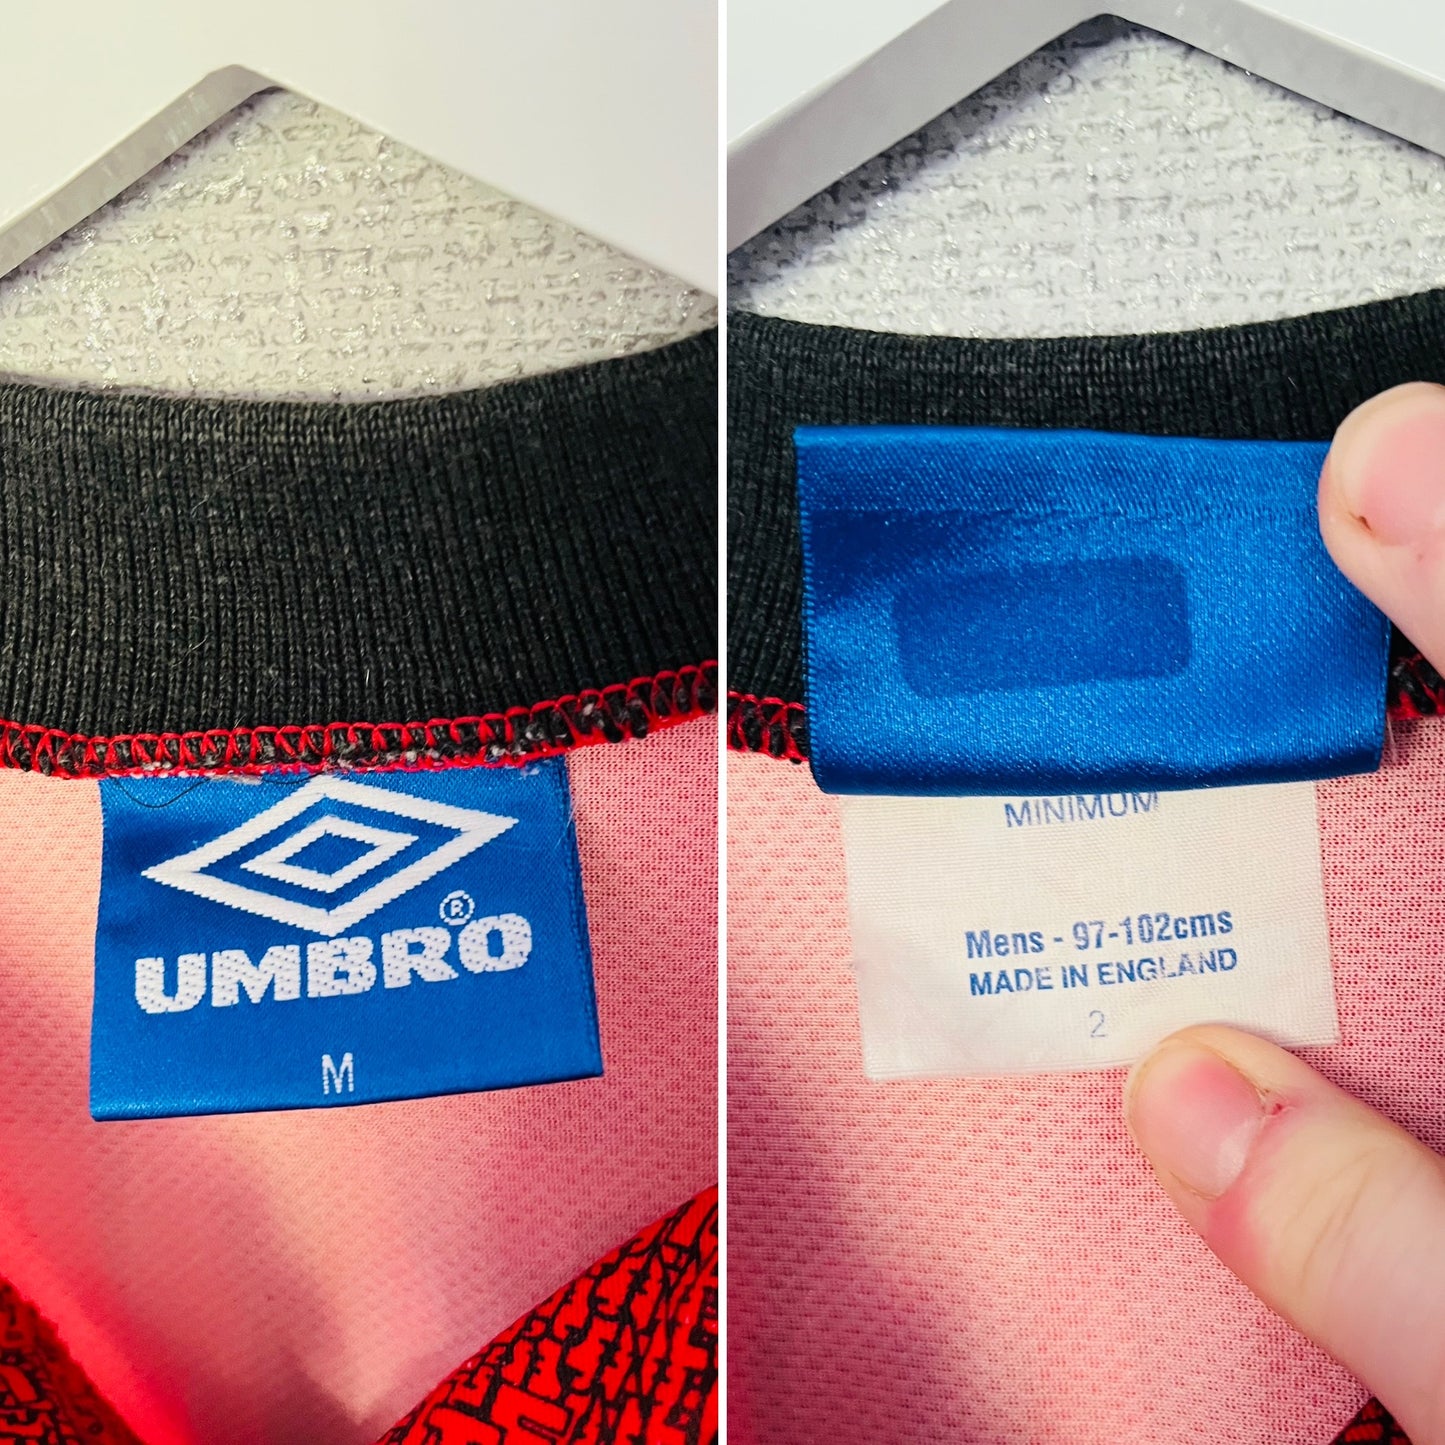 ®
UMBRO
M
MINIMUM
Mens - 97-102cms
MADE IN ENGLAND
2